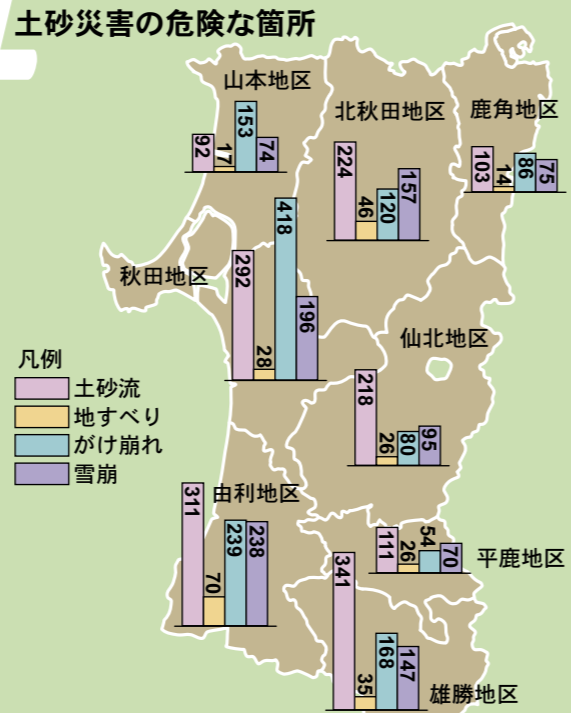 土砂災害の危険な箇所
山本地区
92
17
153
74
北秋田地区
224
46
120
157
鹿角地区
103
14
86
75
秋田地区
292
28
418
196
仙北地区
218
26
80
95
凡例
土砂流
地すべり
がけ崩れ
雪崩
由利地区
311
70
239
238
平鹿地区
111
26
54
70
雄勝地区
341
35
168
147